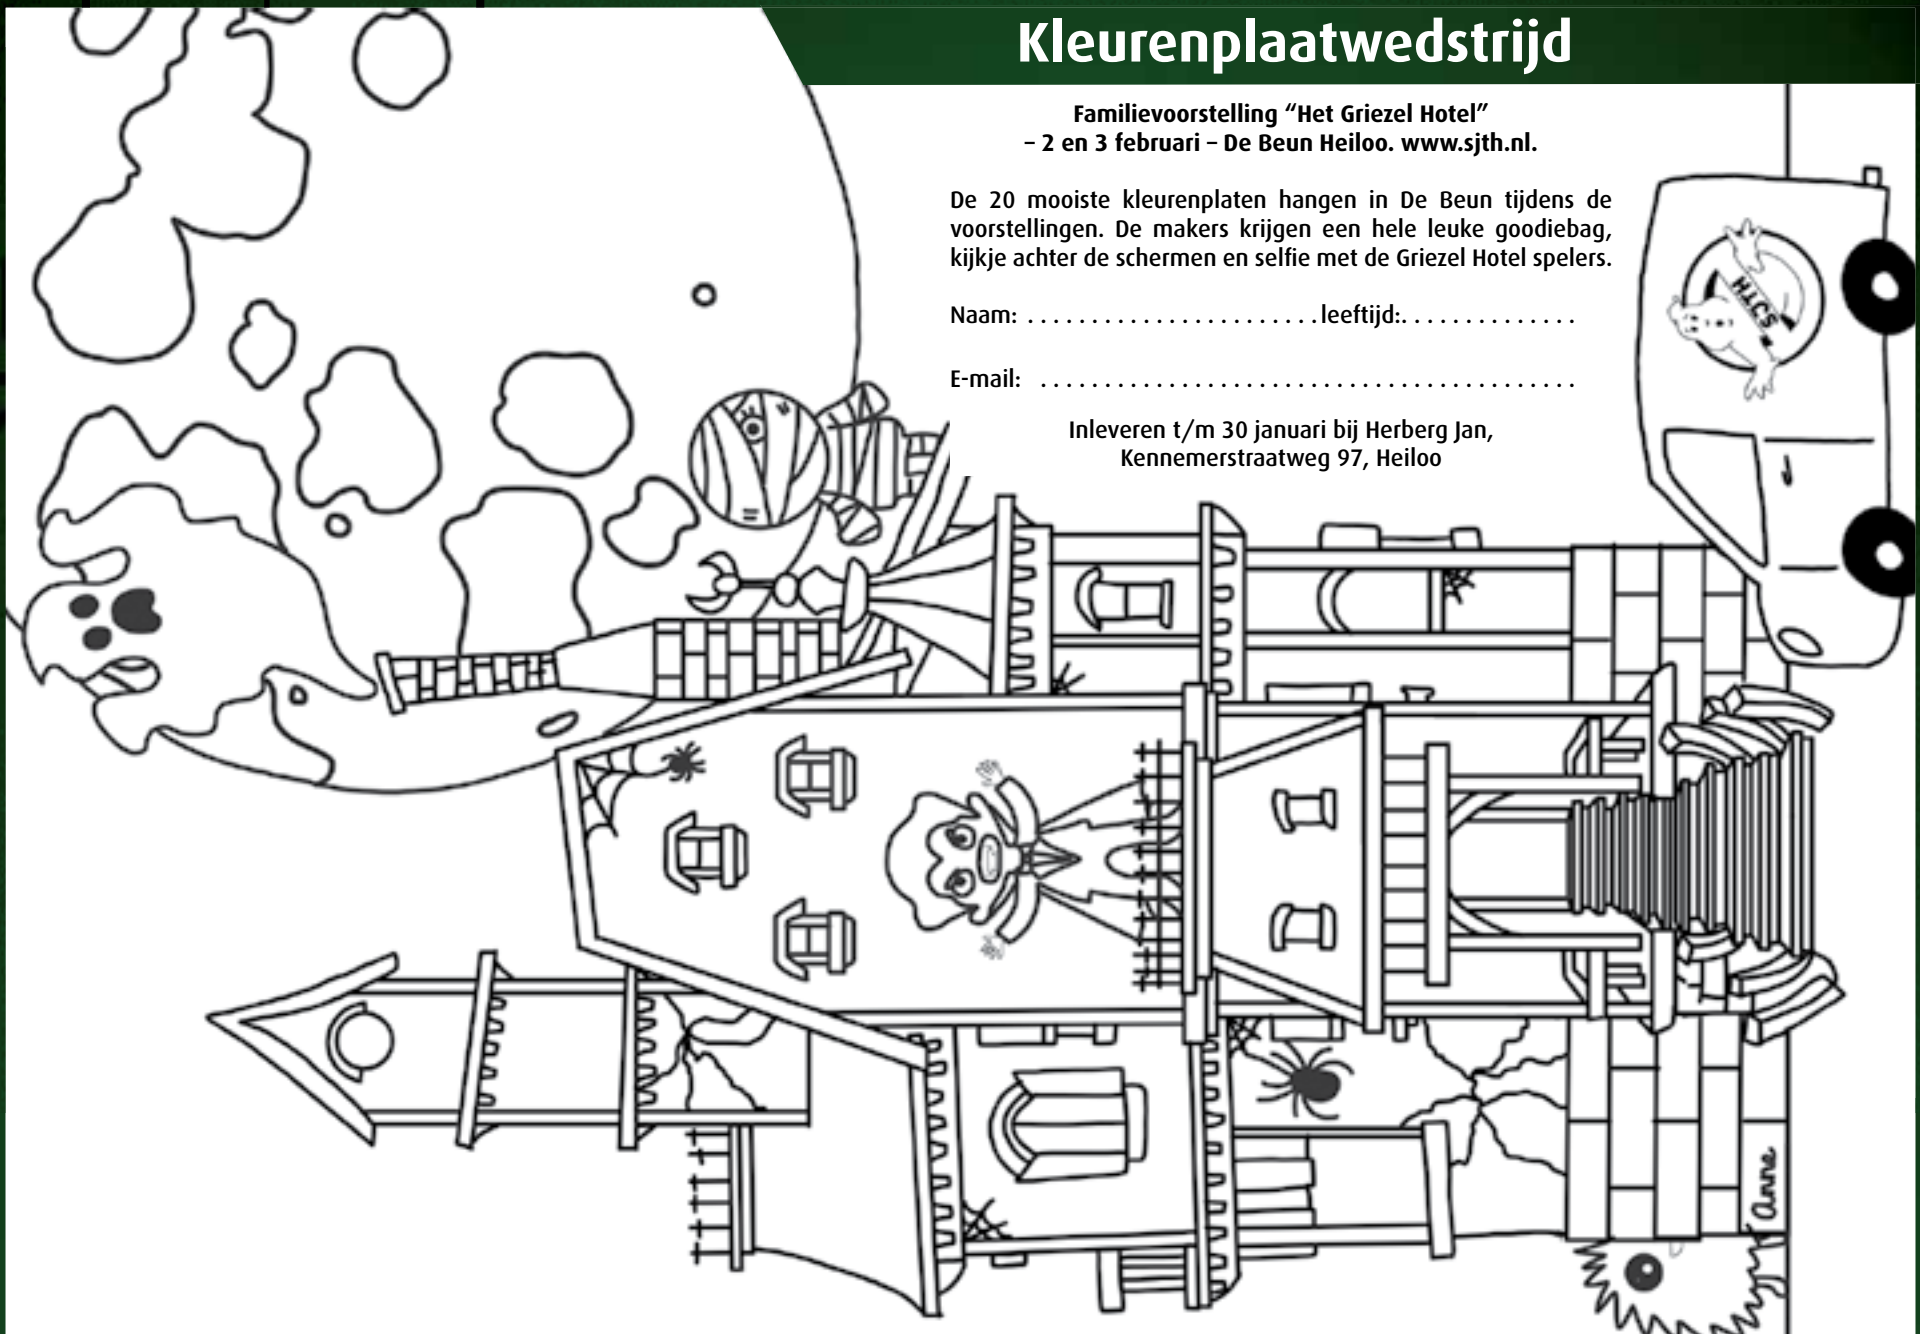 Kleurenplaatwedstrijd
Familievoorstelling “Het Griezel Hotel”
– 2 en 3 februari – De Beun Heiloo. www.sjth.nl.
De 20 mooiste kleurenplaten hangen in De Beun tijdens de
voorstellingen. De makers krijgen een hele leuke goodiebag,
kijkje achter de schermen en selfie met de Griezel Hotel spelers.
Naam: . . . . . . . . . . . . . . . . . . . . . . . leeftijd:. . . . . . . . . . . . . .
E-mail: . . . . . . . . . . . . . . . . . . . . . . . . . . . . . . . . . . . . . . . . . .
Inleveren t/m 30 januari bij Herberg Jan,
Kennemerstraatweg 97, Heiloo
SJTH
Anne